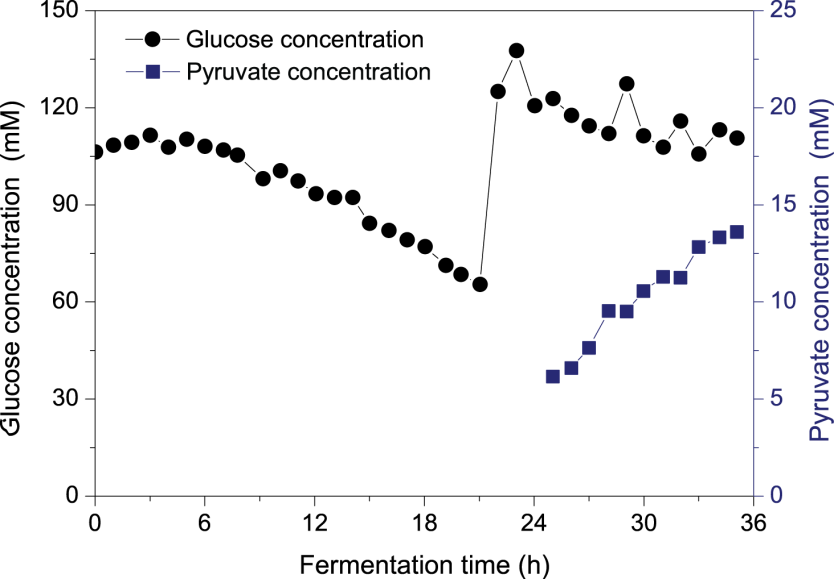 Glucose concentration
Pyruvate concentration
Glucose concentration (mM)
150
120
90
60
30
0
Pyruvate concentration (mM)
25
20
15
10
5
0
0 6 12 18 24 30 36
Fermentation time (h)